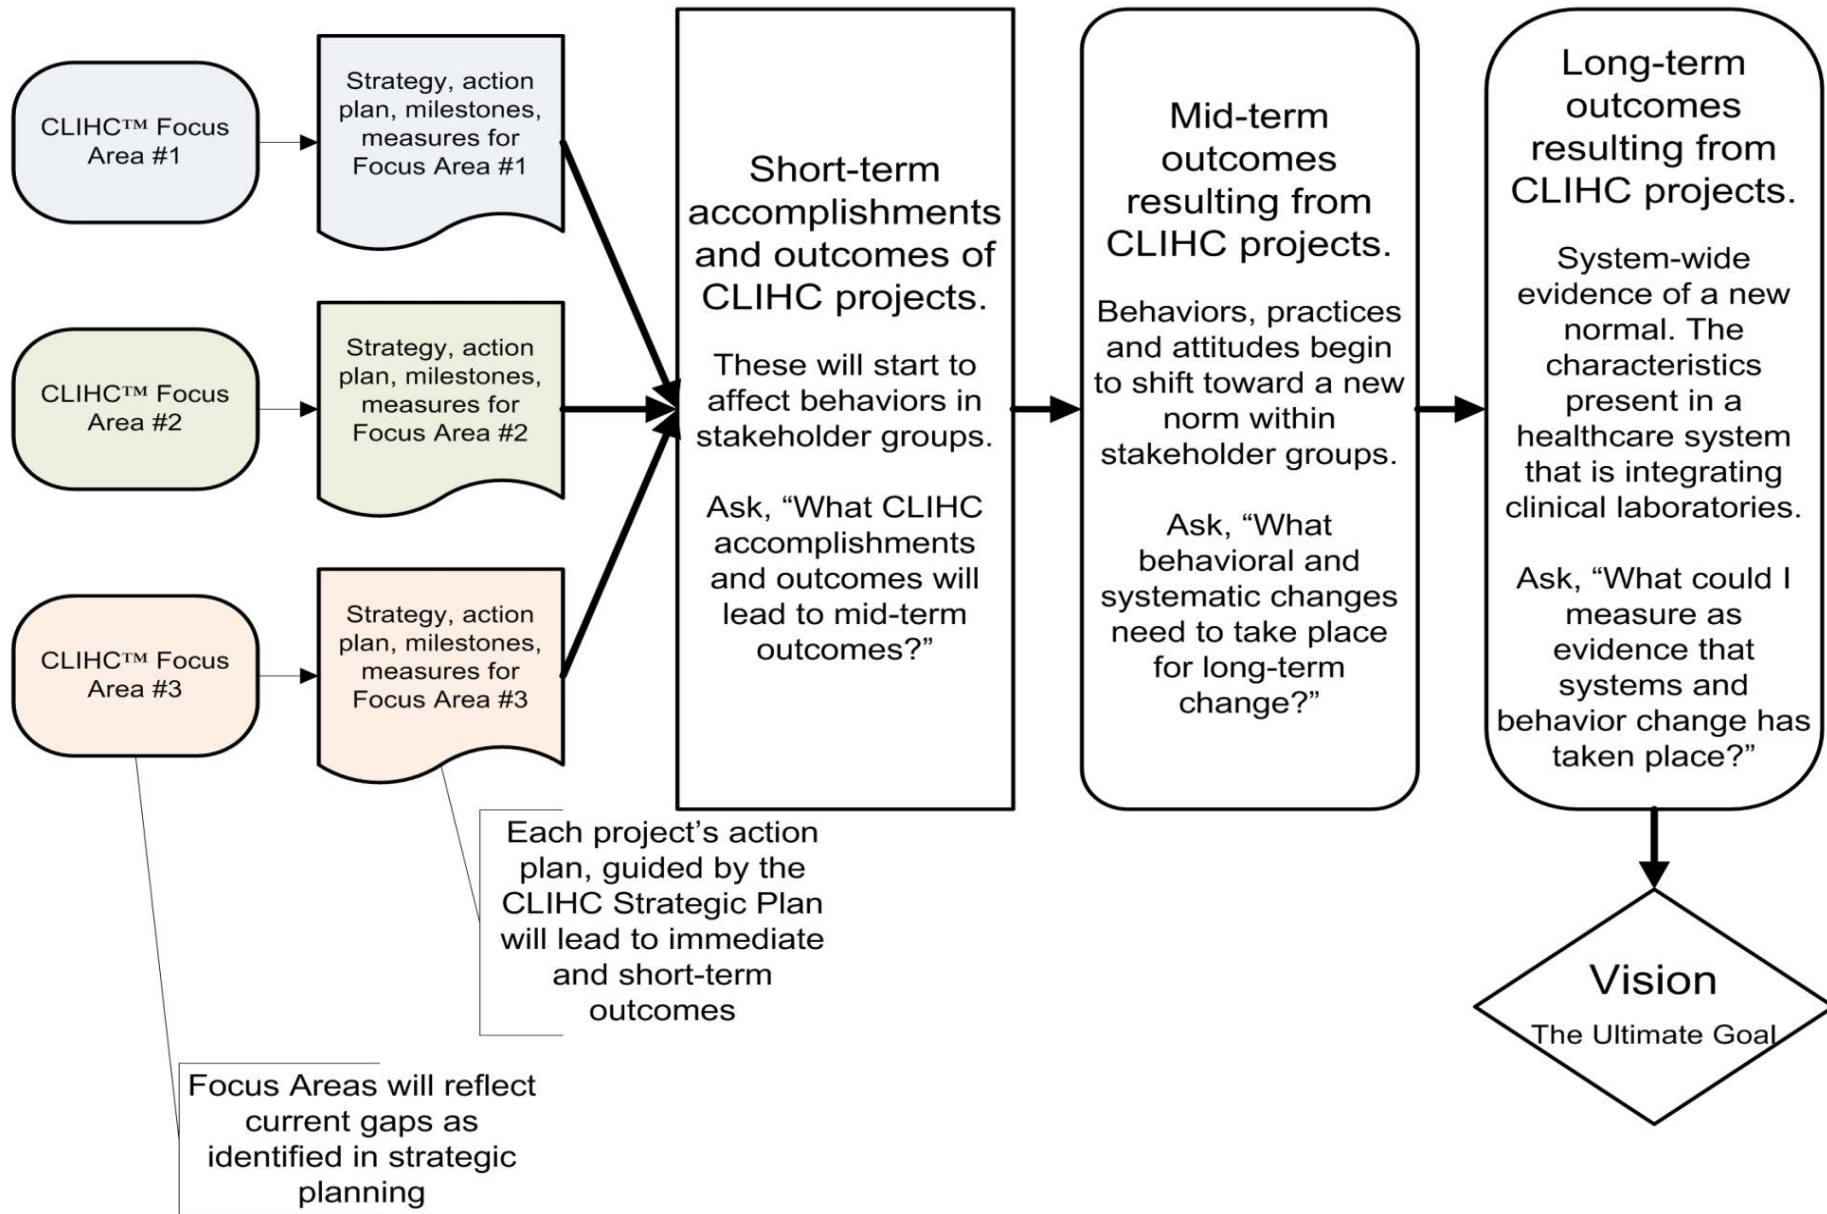 CLIHC™ Focus
Area #1
Strategy, action
plan, milestones,
measures for
Focus Area #1
CLIHC™ Focus
Area #2
Strategy, action
plan, milestones,
measures for
Focus Area #2
CLIHC™ Focus
Area #3
Strategy, action
plan, milestones,
measures for
Focus Area #3
Short-term
accomplishments
and outcomes of
CLIHC projects.
These will start to
affect behaviors in
stakeholder groups.
Ask, “What CLIHC
accomplishments
and outcomes will
lead to mid-term
outcomes?”
Mid-term
outcomes
resulting from
CLIHC projects.
Behaviors, practices
and attitudes begin
to shift toward a new
norm within
stakeholder groups.
Ask, “What
behavioral and
systematic changes
need to take place
for long-term
change?”
Long-term
outcomes
resulting from
CLIHC projects.
System-wide
evidence of a new
normal. The
characteristics
present in a
healthcare system
that is integrating
clinical laboratories.
Ask, “What could I
measure as
evidence that
systems and
behavior change has
taken place?”
Each project’s action
plan, guided by the
CLIHC Strategic Plan
will lead to immediate
and short-term
outcomes
Vision
The Ultimate Goal
Focus Areas will reflect
current gaps as
identified in strategic
planning